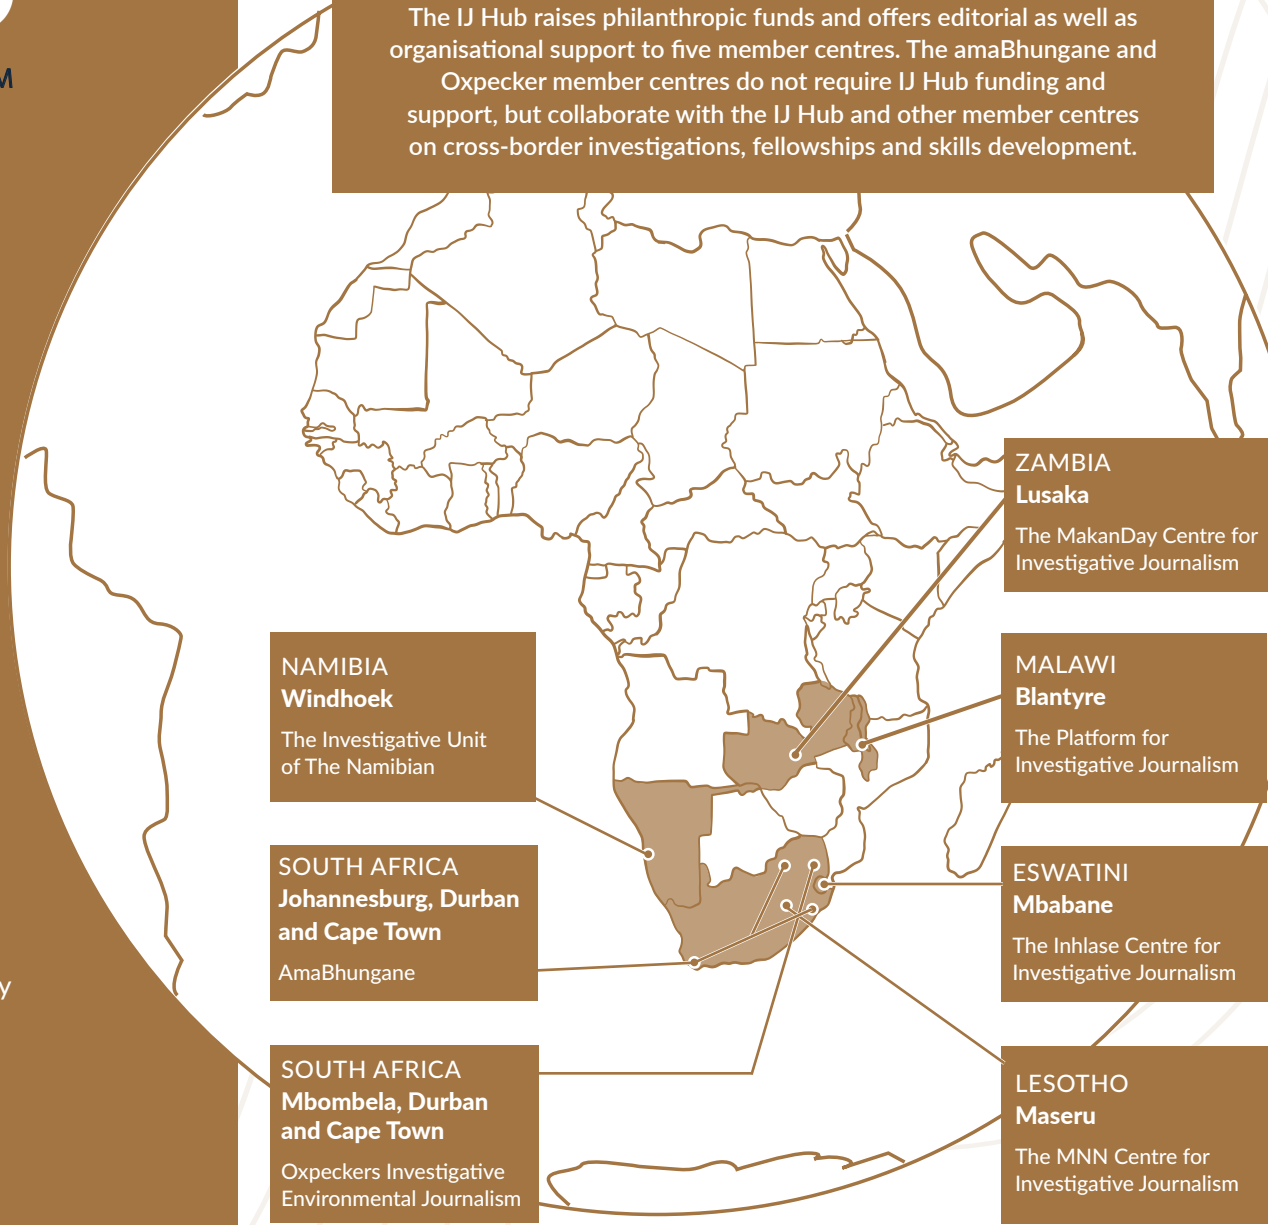 The IJ Hub raises philanthropic funds and offers editorial as well as
organisational support to five member centres. The amaBhungane and
Oxpecker member centres do not require IJ Hub funding and
support, but collaborate with the IJ Hub and other member centres
on cross-border investigations, fellowships and skills development.
M
ZAMBIA
Lusaka
The MakanDay Centre for
Investigative Journalism
NAMIBIA
Windhoek
The Investigative Unit
of The Namibian
MALAWI
Blantyre
The Platform for
Investigative Journalism
SOUTH AFRICA
Johannesburg, Durban
and Cape Town
AmaBhungane
ESWATINI
Mbabane
The Inhlase Centre for
Investigative Journalism
y
SOUTH AFRICA
Mbombela, Durban
and Cape Town
Oxpeckers Investigative
Environmental Journalism
LESOTHO
Maseru
The MNN Centre for
Investigative Journalism